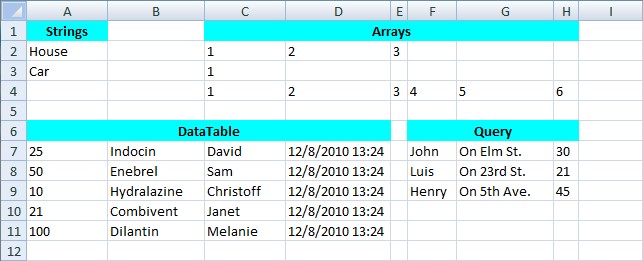 A B C D E F G H I
1 Strings Arrays
2 House 1 2 3
3 Car 1
4 1 2 3 4 5 6
5
6 DataTable Query
7 25 Indocin David 12/8/2010 13:24 John On Elm St. 30
8 50 Enebrel Sam 12/8/2010 13:24 Luis On 23rd St. 21
9 10 Hydralazine Christoff 12/8/2010 13:24 Henry On 5th Ave. 45
10 21 Combivent Janet 12/8/2010 13:24
11 100 Dilantin Melanie 12/8/2010 13:24
12